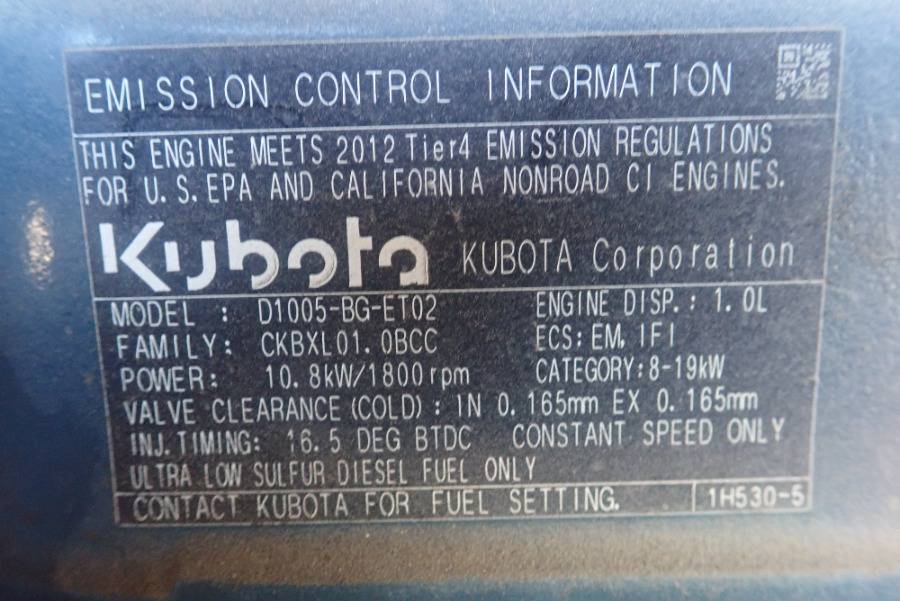 EMISSION CONTROL INFORMATION
THIS ENGINE MEETS 2012 Tier4 EMISSION REGULATIONS
FOR U.S.EPA AND CALIFORNIA NONROAD CI ENGINES.
Kubota KUBOTA Corporation
MODEL : D1005-BG-ET02 ENGINE DISP.: 1.0L
FAMILY: CKBXL01.0BCC ECS:EM,IFI
POWER: 10.8kW/1800rpm CATEGORY:8-19kW
VALVE CLEARANCE(COLD): IN 0.165mm EX 0.165mm
INJ.TIMING: 16.5 DEG BTDC CONSTANT SPEED ONLY
ULTRA LOW SULFUR DIESEL FUEL ONLY
CONTACT KUBOTA FOR FUEL SETTING. 1H530-5